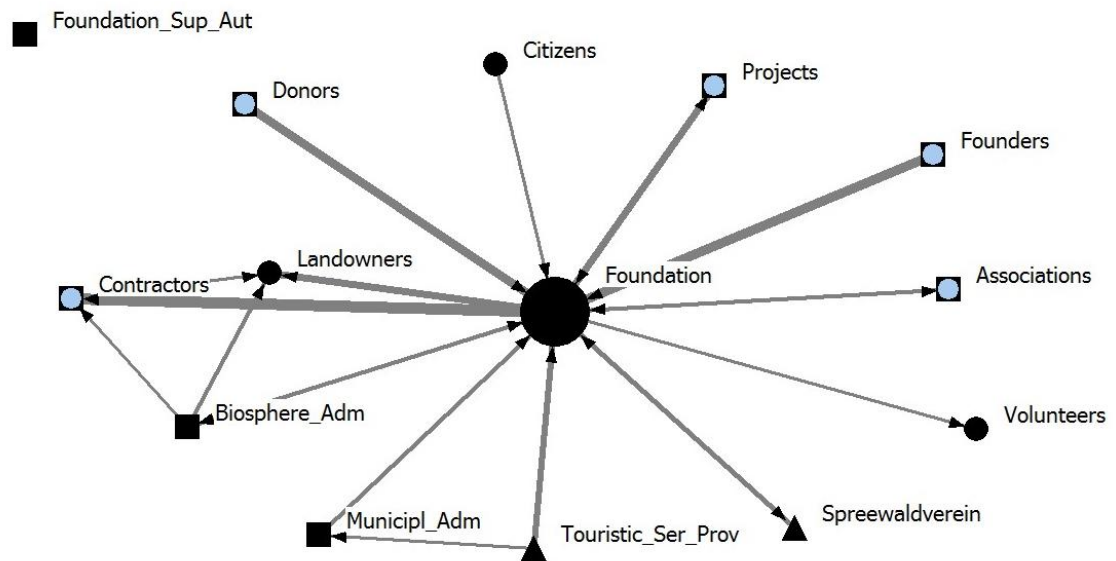 Foundation_Sup_Aut
Citizens
Projects
Donors
Founders
Landowners
Foundation
Associations
Contractors
Biosphere_Adm
Volunteers
Municipl_Adm
Touristic_Ser_Prov
Spreewaldverein